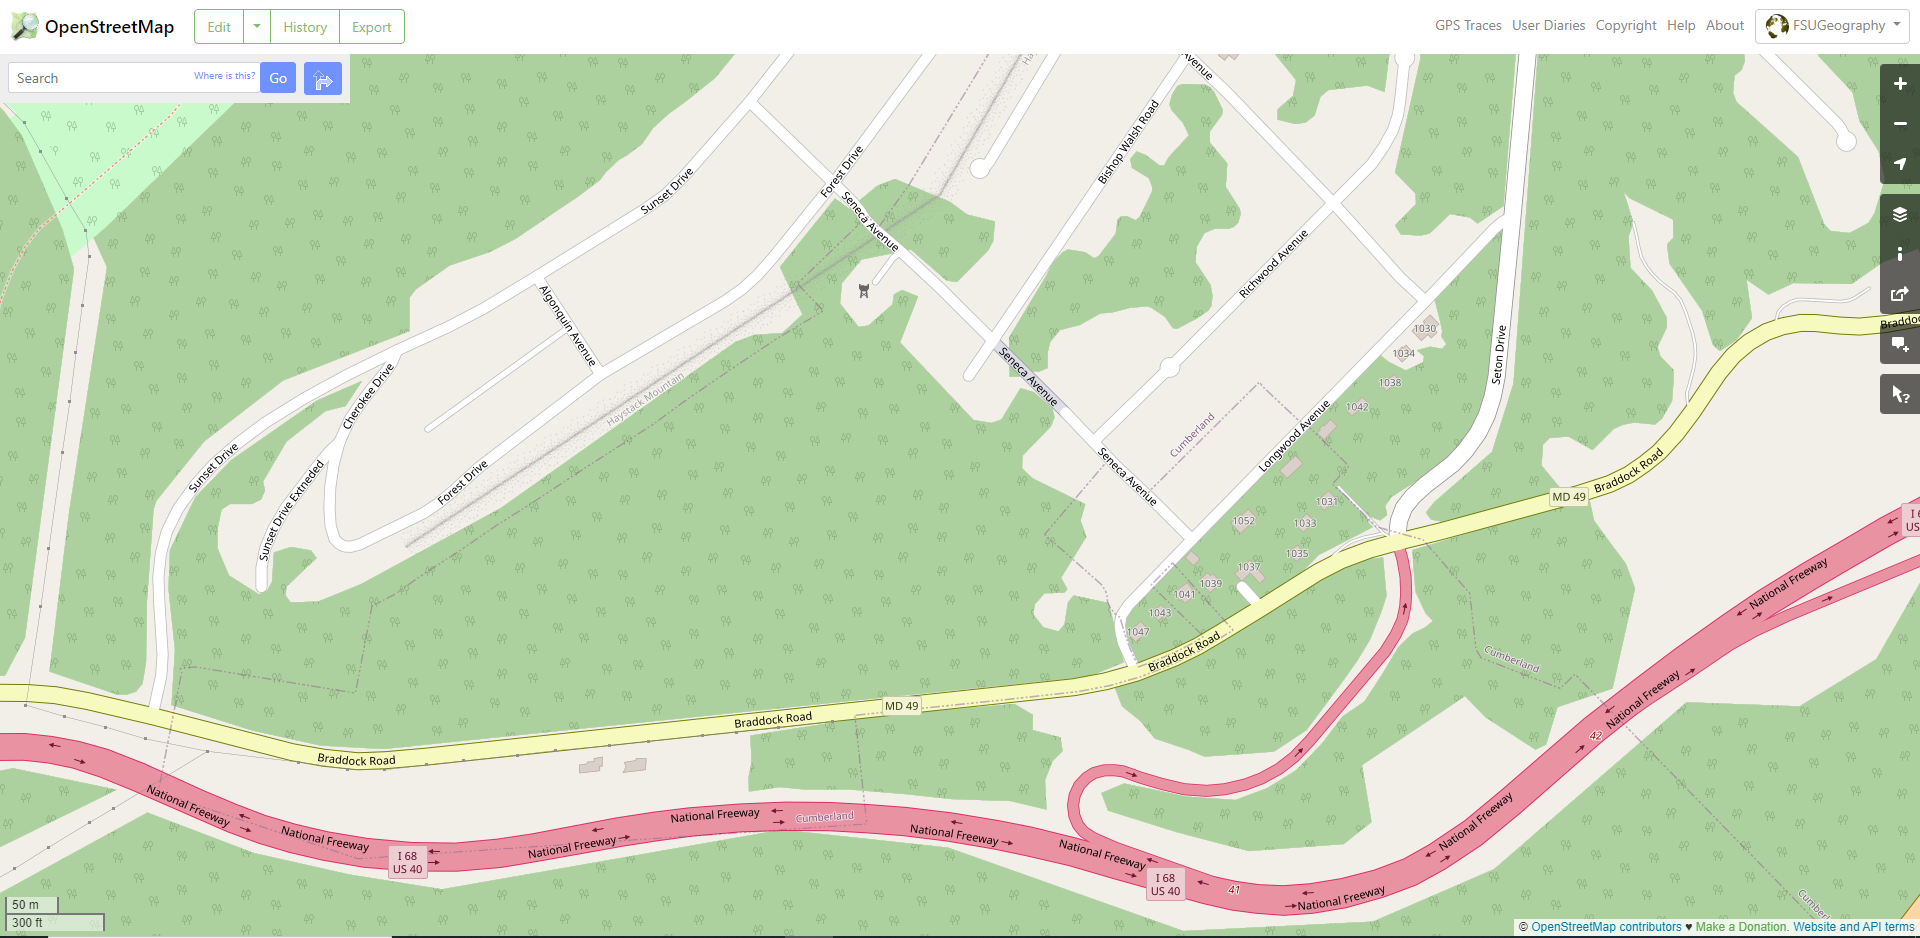 OpenStreetMap
Edit
History
Export
GPS Traces
User Diaries
Copyright
Help
About
FSUGeography
Search
Where is this?
Go
Avenue
Bishop Walsh Road
Forest Drive
Sunset Drive
Seneca Avenue
Richwood Avenue
Algonquin Avenue
1030
1034
Seton Drive
Braddoc
Seneca Avenue
Haystack Mountain
1038
1042
Cherokee Drive
Cumberland
Longwood Avenue
Sunset Drive
Forest Drive
Sunset Drive Extneded
Seneca Avenue
Braddock Road
MD 49
1031
1052
1033
1035
1037
1039
1041
1043
1047
Braddock Road
National Freeway
Cumberland
National Freeway
MD 49
Braddock Road
Braddock Road
42
National Freeway
National Freeway
National Freeway
Cumberland
National Freeway
National Freeway
National Freeway
National Freeway
I 68
US 40
I 68
US 40
41
National Freeway
50 m
300 ft
© OpenStreetMap contributors ♥ Make a Donation. Website and API terms